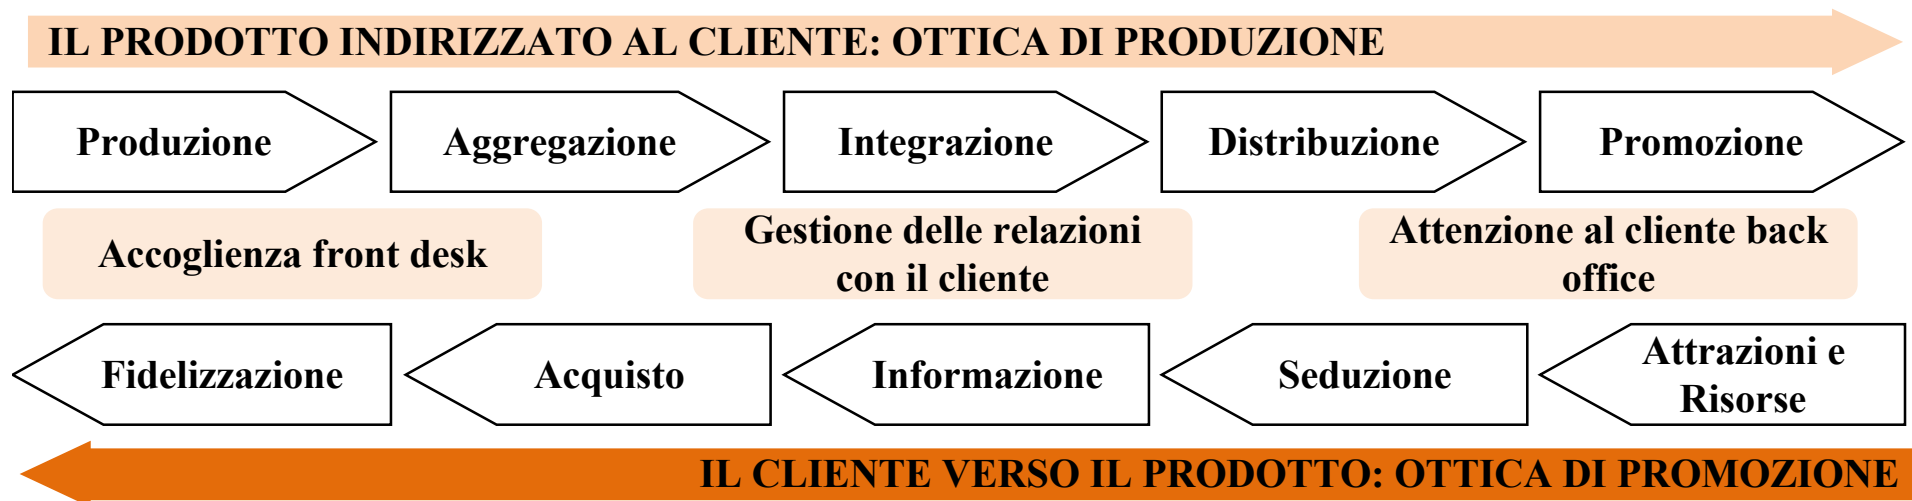 IL PRODOTTO INDIRIZZATO AL CLIENTE: OTTICA DI PRODUZIONE
Produzione
Aggregazione
Integrazione
Distribuzione
Promozione
Accoglienza front desk
Gestione delle relazioni
con il cliente
Attenzione al cliente back
office
Fidelizzazione
Acquisto
Informazione
Seduzione
Attrazioni e
Risorse
IL CLIENTE VERSO IL PRODOTTO: OTTICA DI PROMOZIONE